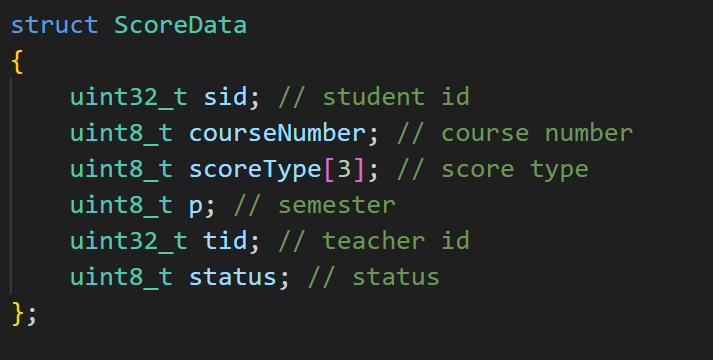 struct ScoreData
{
    uint32_t sid; // student id
    uint8_t courseNumber; // course number
    uint8_t scoreType[3]; // score type
    uint8_t p; // semester
    uint32_t tid; // teacher id
    uint8_t status; // status
};